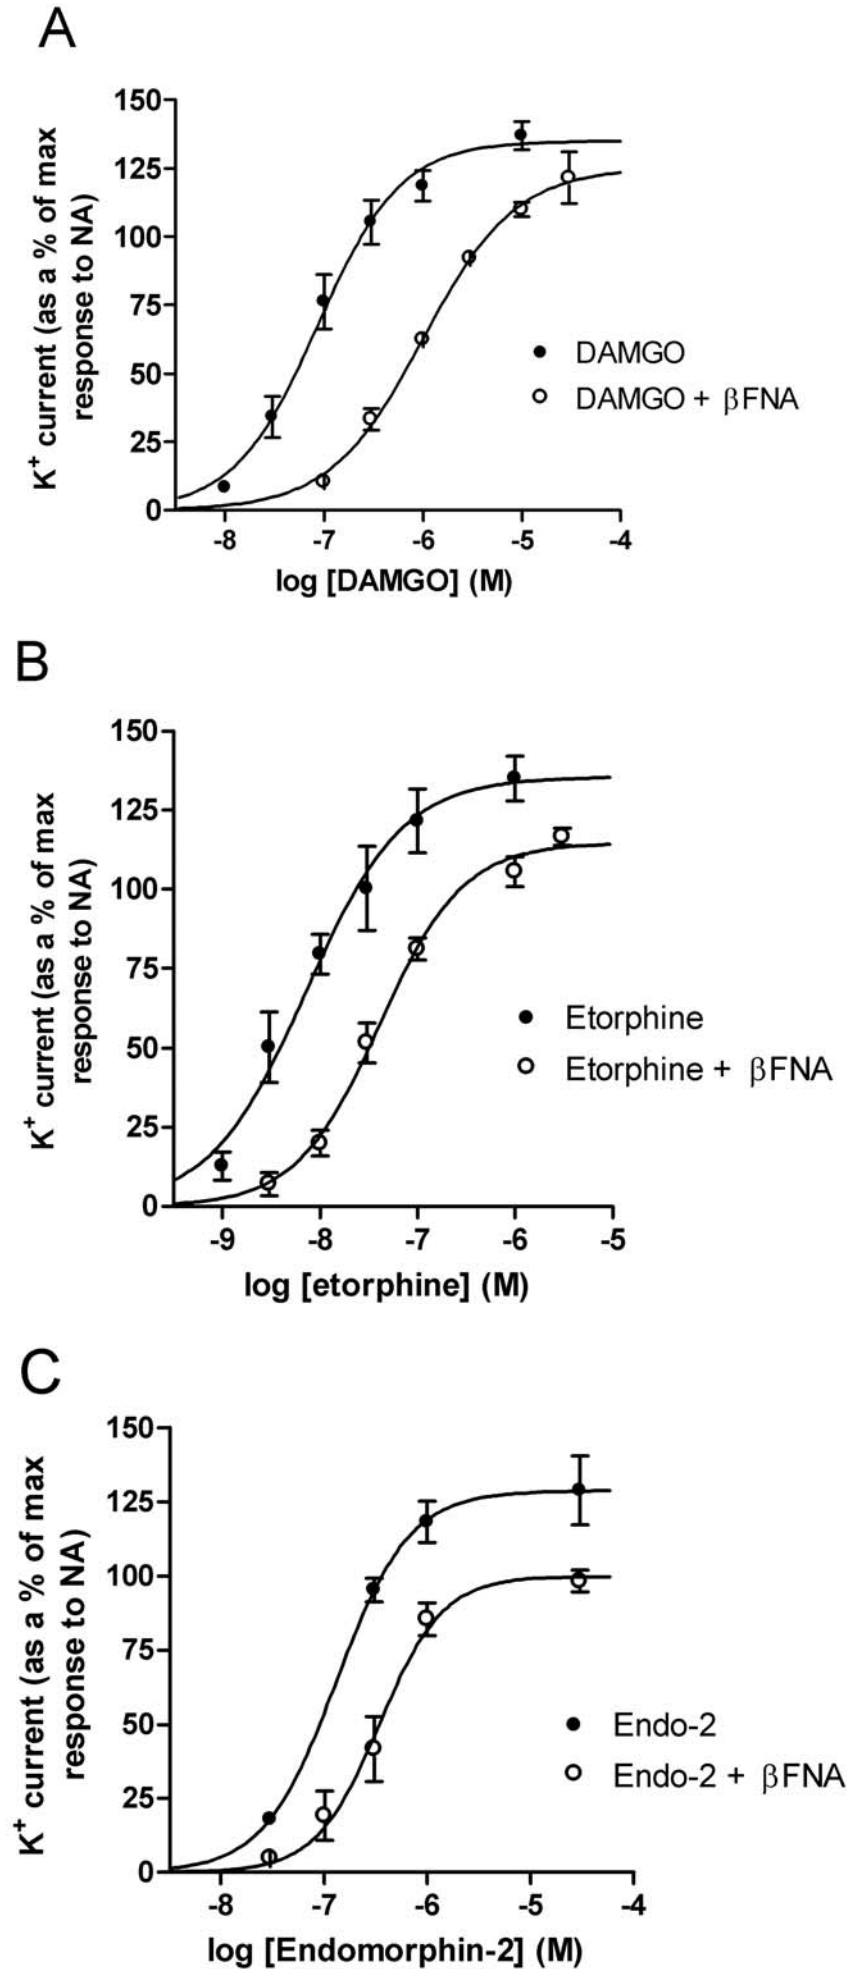 A
150
125
100
75
50
25
0
K+ current (as a % of max
response to NA)
DAMGO
DAMGO + βFNA
-8 -7 -6 -5 -4
log [DAMGO] (M)
B
150
125
100
75
50
25
0
K+ current (as a % of max
response to NA)
Etorphine
Etorphine + βFNA
-9 -8 -7 -6 -5
log [etorphine] (M)
C
150
125
100
75
50
25
0
K+ current (as a % of max
response to NA)
Endo-2
Endo-2 + βFNA
-8 -7 -6 -5 -4
log [Endomorphin-2] (M)